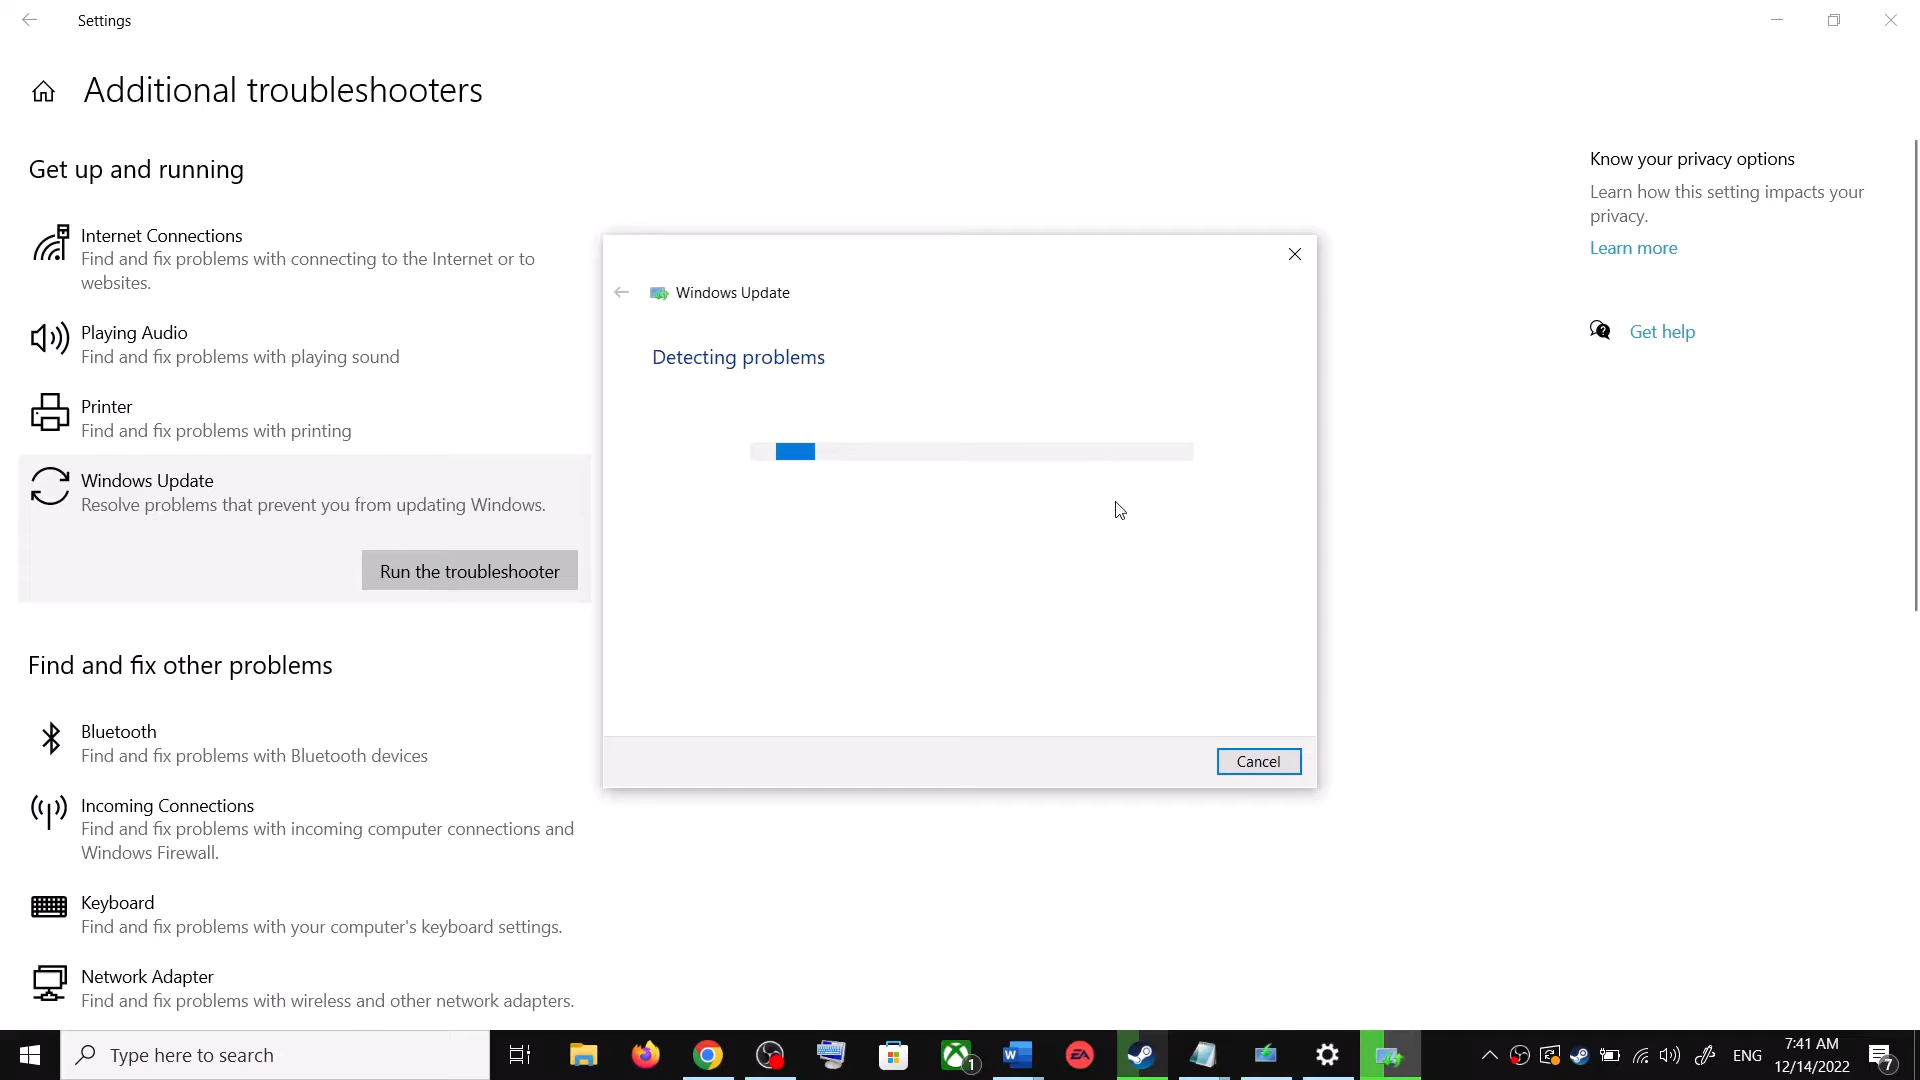 Settings
Additional troubleshooters
Get up and running
Internet Connections
Find and fix problems with connecting to the Internet or to
websites.
Playing Audio
Find and fix problems with playing sound
Printer
Find and fix problems with printing
Windows Update
Resolve problems that prevent you from updating Windows.
Run the troubleshooter
Find and fix other problems
Bluetooth
Find and fix problems with Bluetooth devices
Incoming Connections
Find and fix problems with incoming computer connections and
Windows Firewall.
Keyboard
Find and fix problems with your computer's keyboard settings.
Network Adapter
Find and fix problems with wireless and other network adapters.
Windows Update
Detecting problems
Cancel
Know your privacy options
Learn how this setting impacts your
privacy.
Learn more
Get help
Type here to search
1
W
EA
ENG
7:41 AM
12/14/2022
7